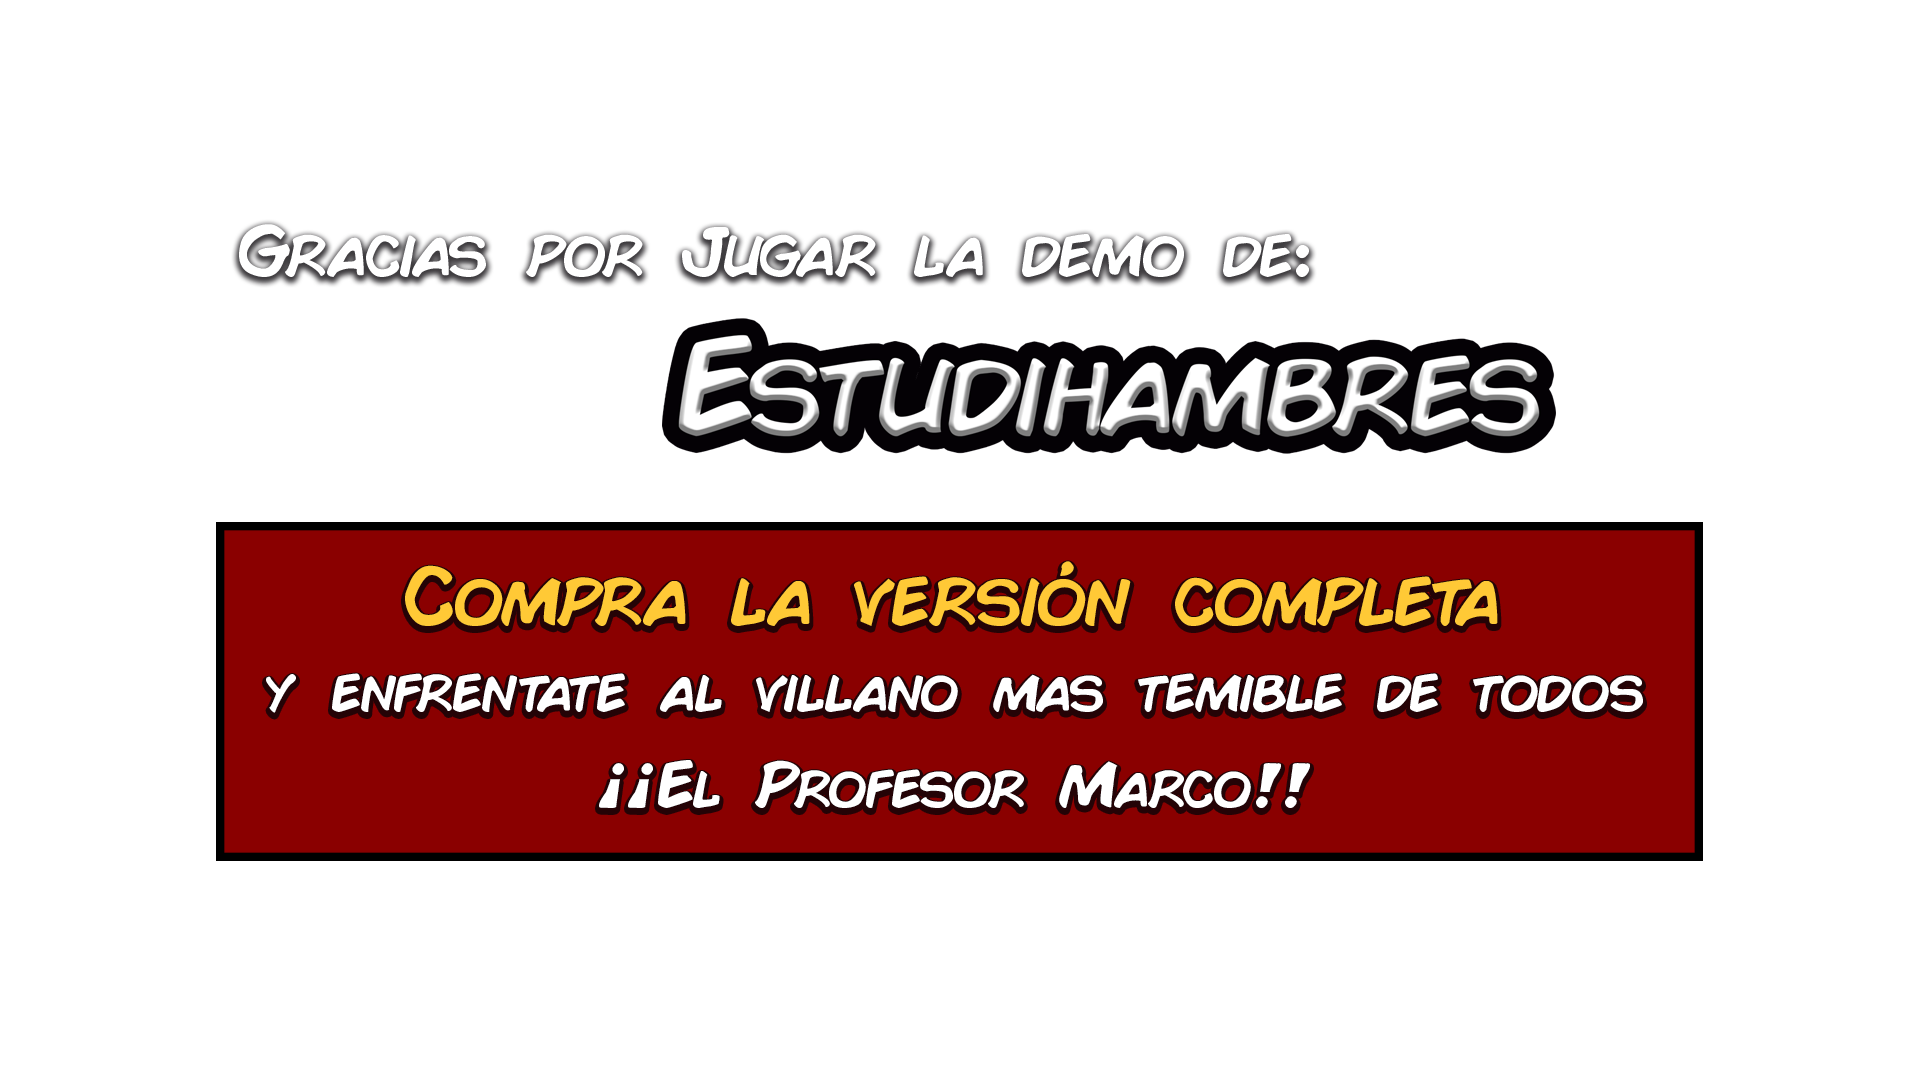 Gracias por Jugar la demo de:
Estudihambres
Compra la versión completa
y enfrentate al villano mas temible de todos
¡¡El Profesor Marco!!